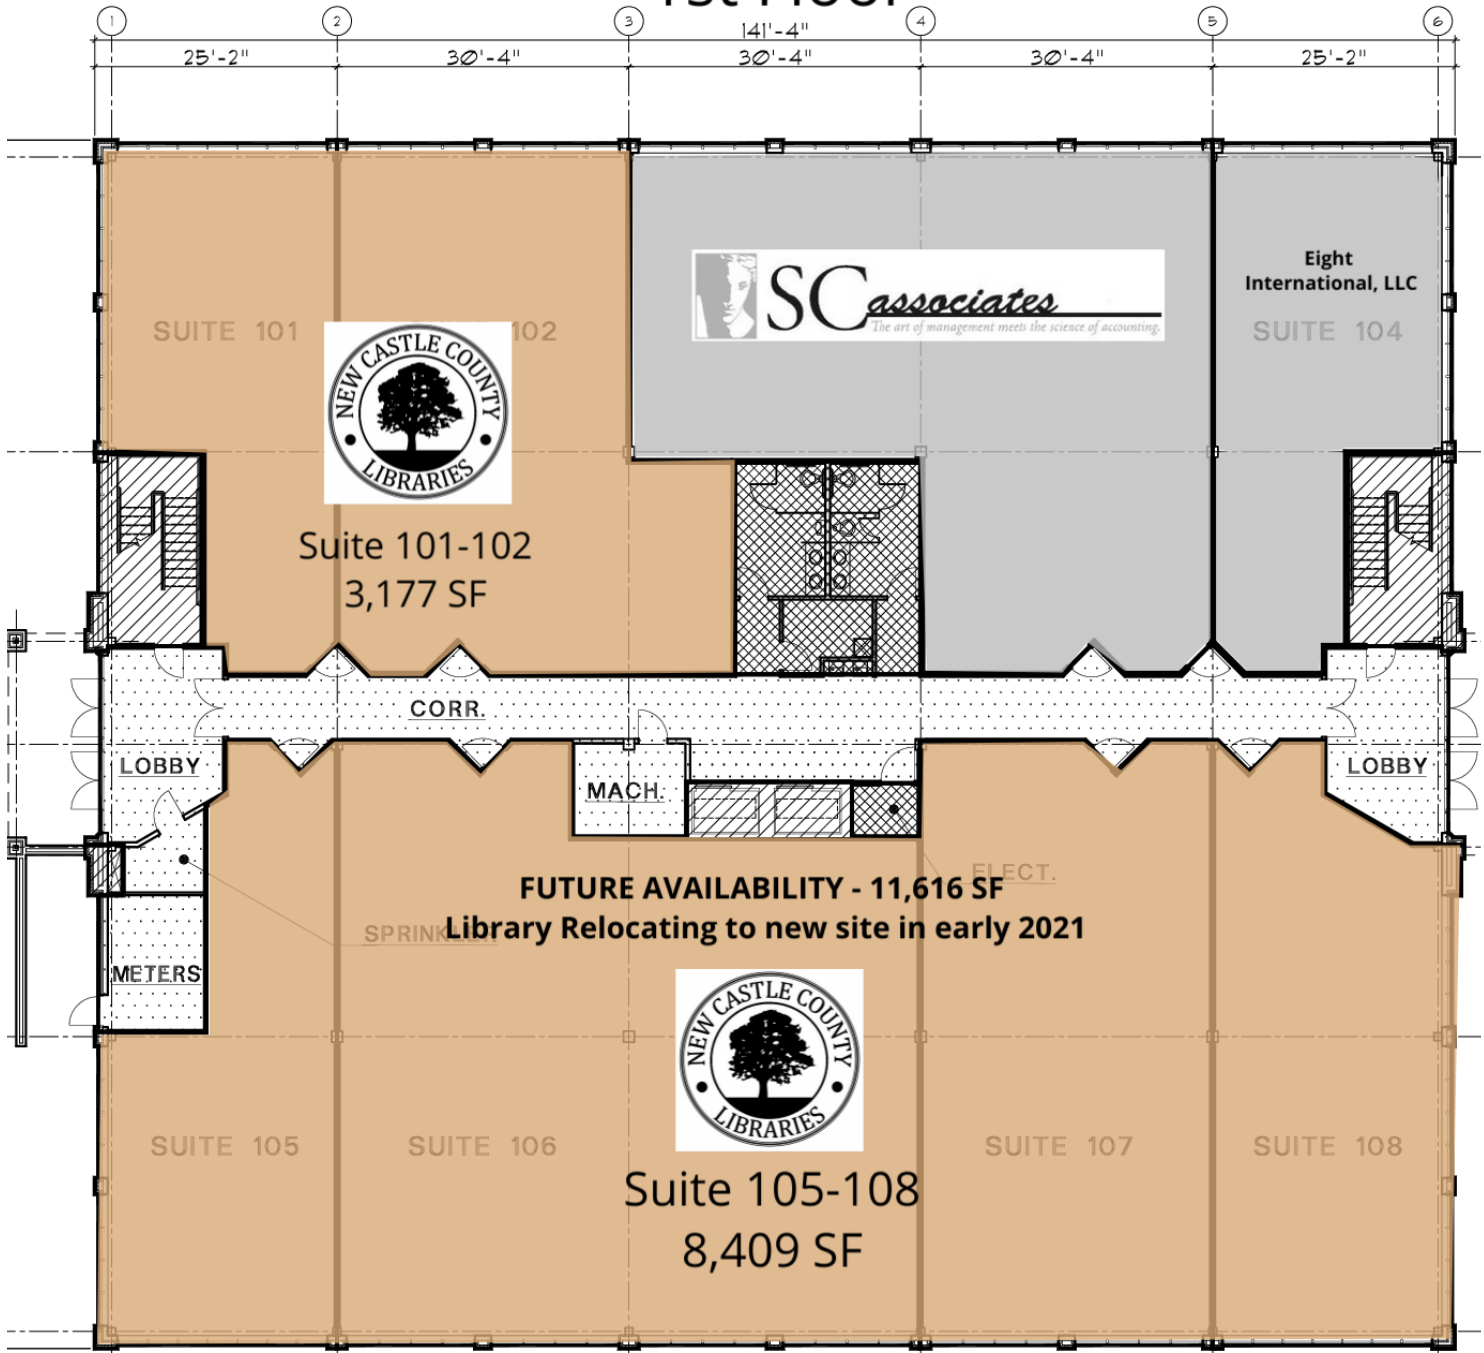 1st Floor
1 2 3 4 5 6
141'-4"
25'-2" 30'-4" 30'-4" 30'-4" 25'-2"
Eight
International, LLC
SC associates
The art of management meets the science of accounting.
SUITE 101
102
SUITE 104
NEW CASTLE COUNTY
LIBRARIES
Suite 101-102
3,177 SF
CORR.
LOBBY
LOBBY
MACH.
ELECT.
FUTURE AVAILABILITY - 11,616 SF
Library Relocating to new site in early 2021
SPRINKLER
METERS
NEW CASTLE COUNTY
LIBRARIES
SUITE 105
SUITE 106
SUITE 107
SUITE 108
Suite 105-108
8,409 SF